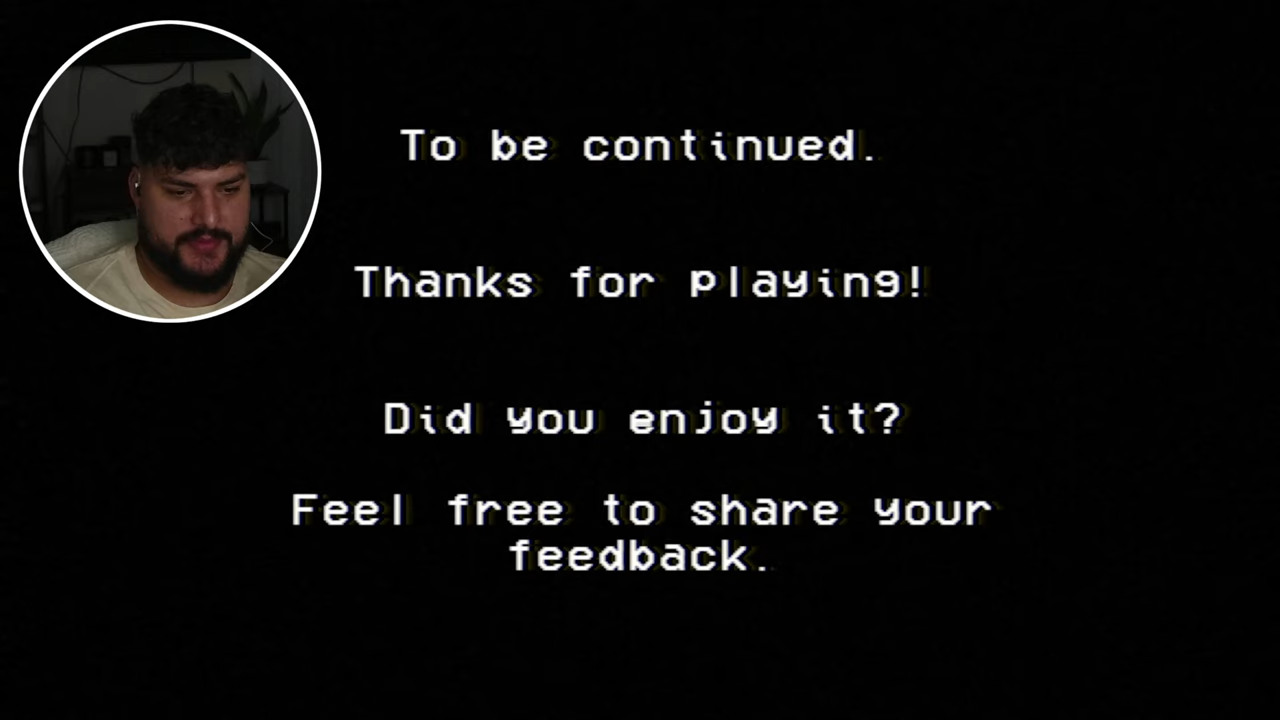 To be continued.
Thanks for playing!
Did you enjoy it?
Feel free to share your
feedback.